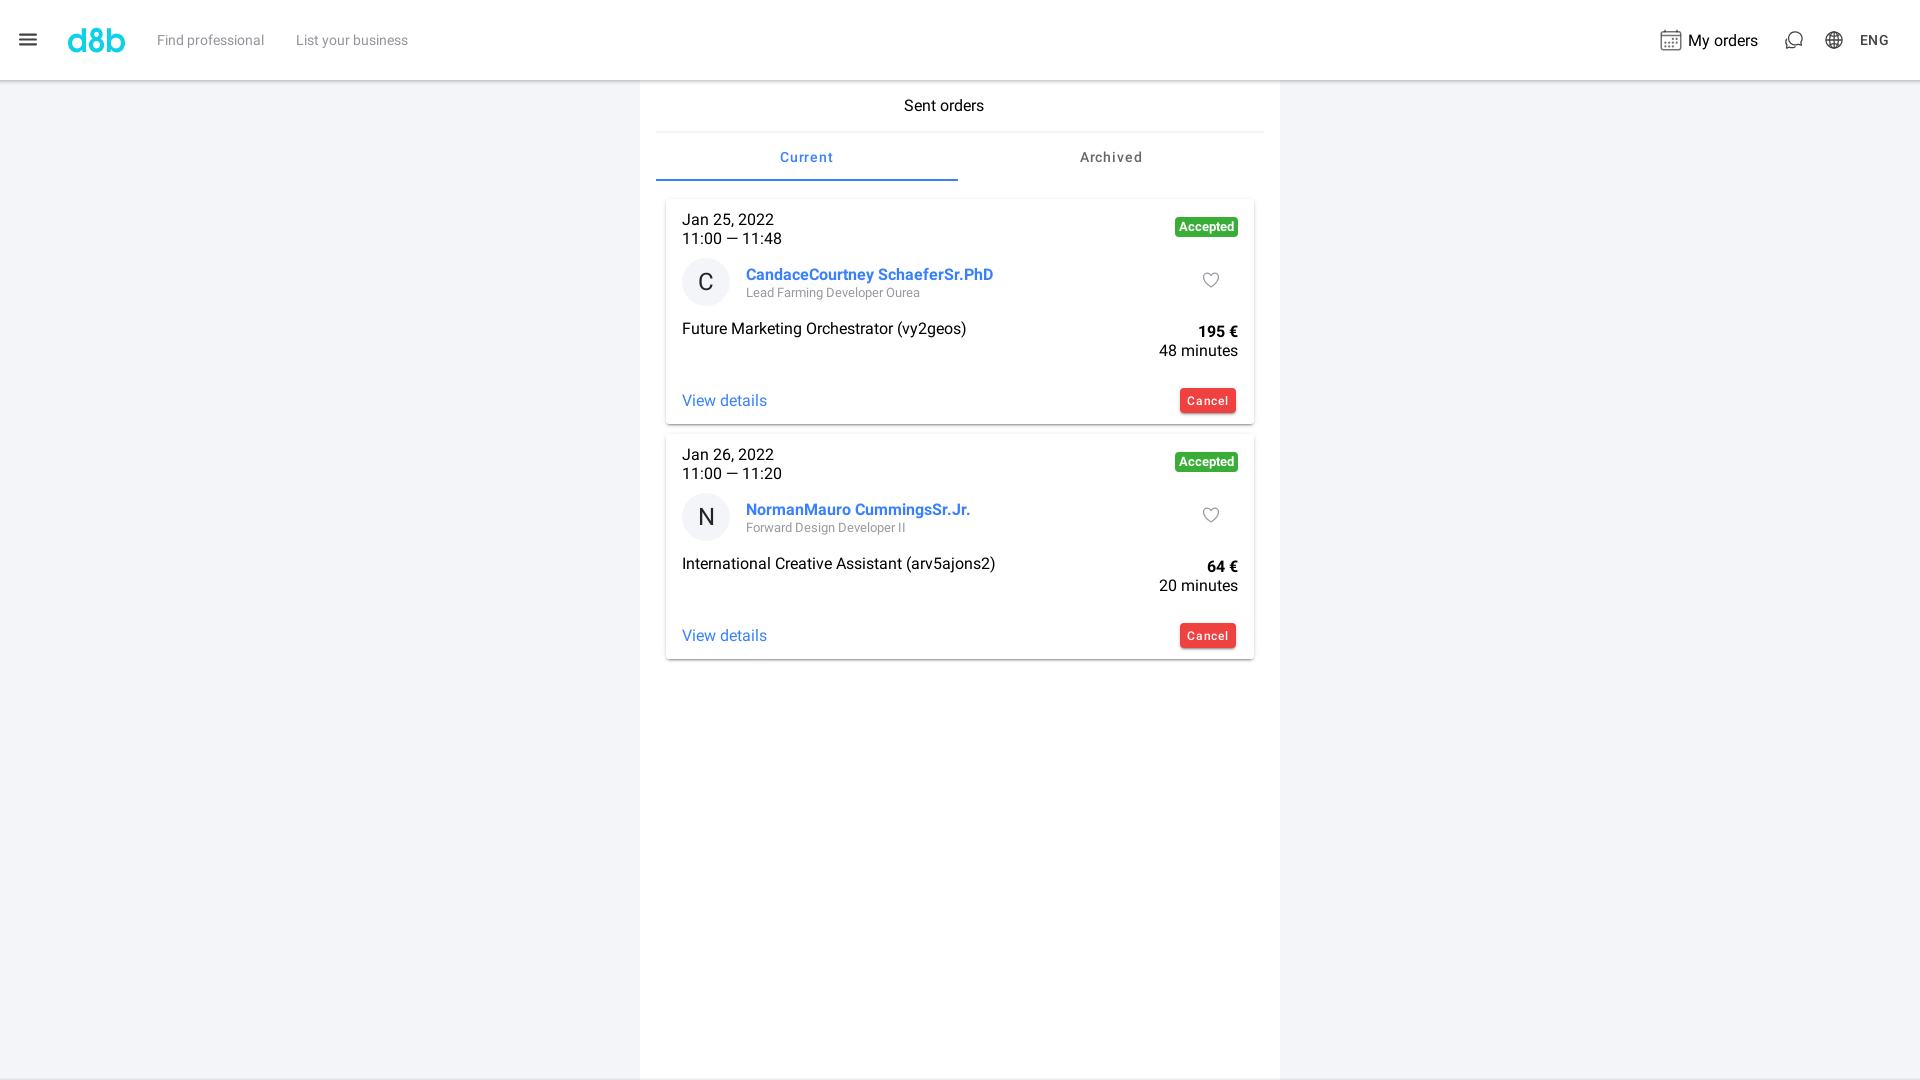 d8b
Find professional
List your business
My orders
ENG
Sent orders
Current
Archived
Jan 25, 2022
11:00 — 11:48
Accepted
C
CandaceCourtney SchaeferSr.PhD
Lead Farming Developer Ourea
Future Marketing Orchestrator (vy2geos)
195 €
48 minutes
View details
Cancel
Jan 26, 2022
11:00 — 11:20
Accepted
N
NormanMauro CummingsSr.Jr.
Forward Design Developer II
International Creative Assistant (arv5ajons2)
64 €
20 minutes
View details
Cancel